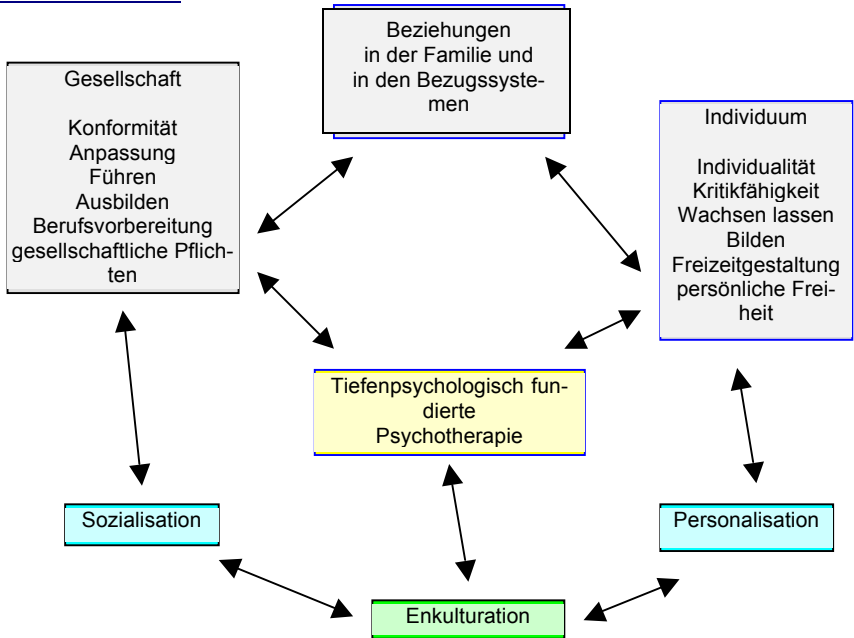 Beziehungen
in der Familie und
in den Bezugssyste-
men
Gesellschaft
Konformität
Anpassung
Führen
Ausbilden
Berufsvorbereitung
gesellschaftliche Pflich-
ten
Individuum
Individualität
Kritikfähigkeit
Wachsen lassen
Bilden
Freizeitgestaltung
persönliche Frei-
heit
Tiefenpsychologisch fun-
dierte
Psychotherapie
Sozialisation
Personalisation
Enkulturation